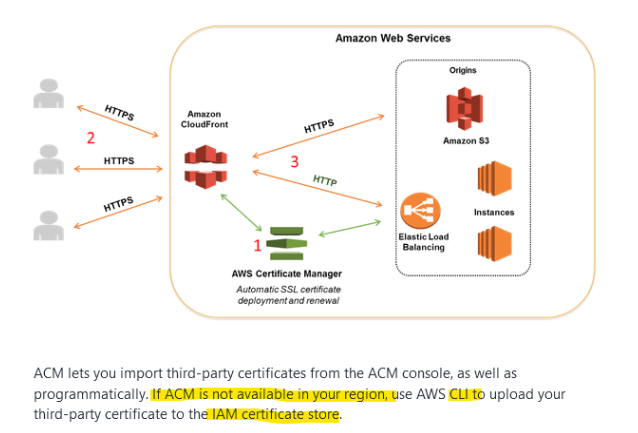 Amazon Web Services
Origins
Amazon
CloudFront
HTTPS
2
HTTPS
HTTPS
HTTPS
3
HTTP
Amazon S3
Instances
Elastic Load
Balancing
1
AWS Certificate Manager
Automatic SSL certificate
deployment and renewal
ACM lets you import third-party certificates from the ACM console, as well as
programmatically. If ACM is not available in your region, use AWS CLI to upload your
third-party certificate to the IAM certificate store.